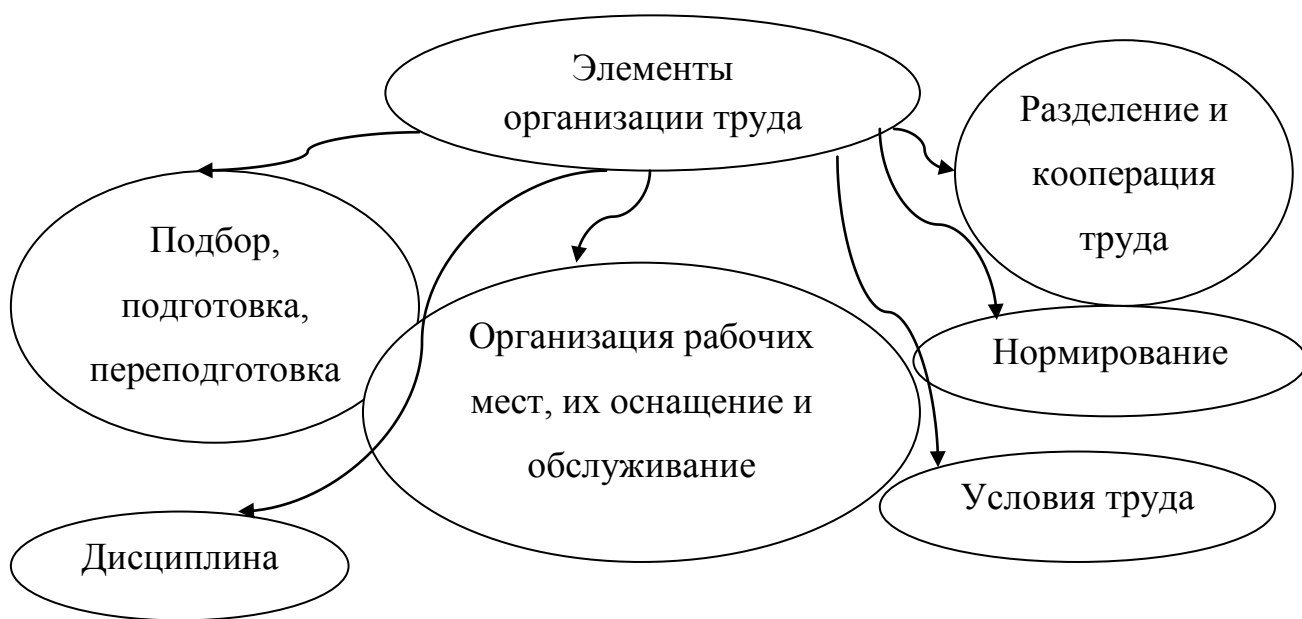 Элементы
организации труда
Разделение и
кооперация
труда
Подбор,
подготовка,
переподготовка
Организация рабочих
мест, их оснащение и
обслуживание
Нормирование
Условия труда
Дисциплина